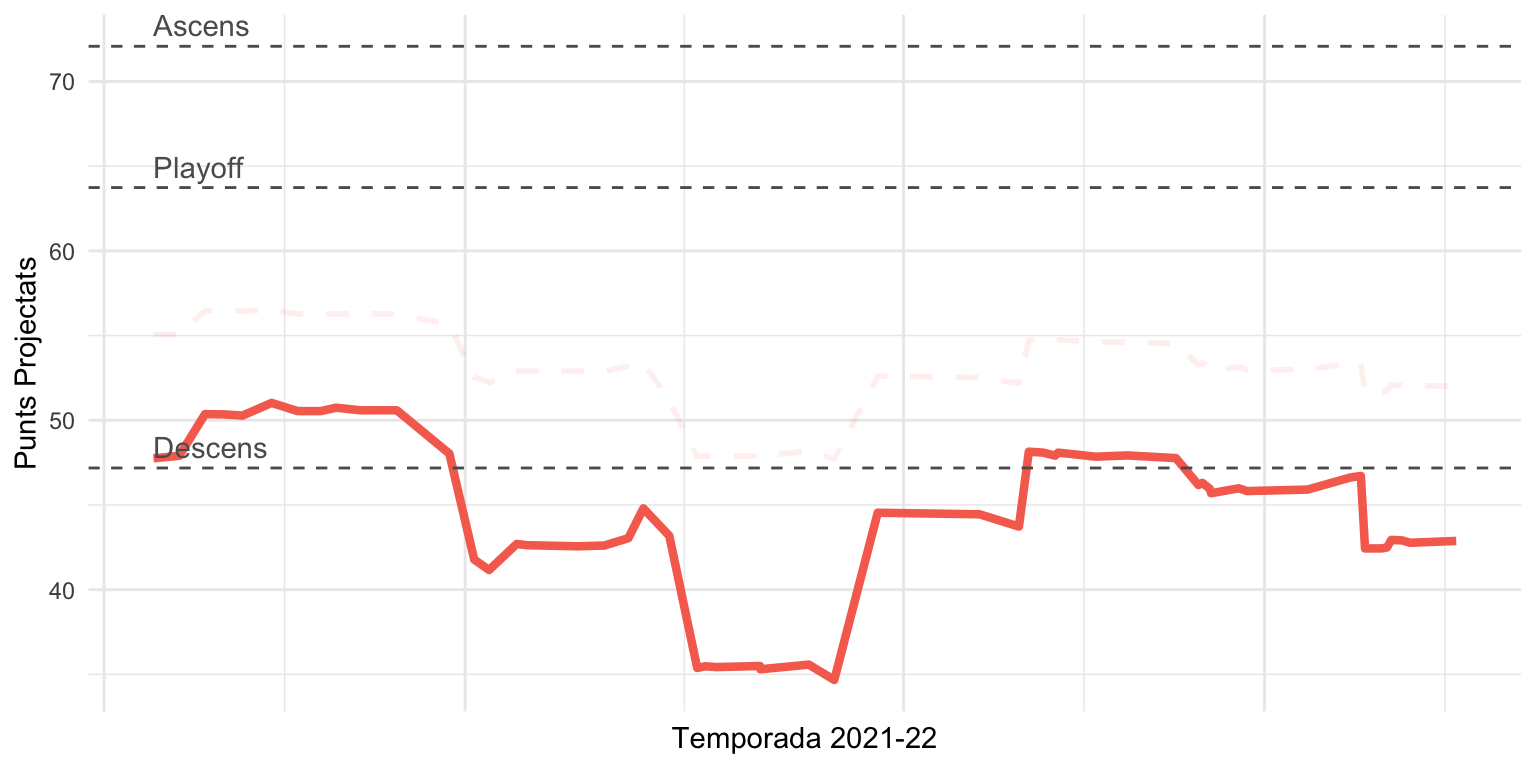 Ascens
70
Playoff
60
Punts Projectats
50
Descens
40
Temporada 2021-22